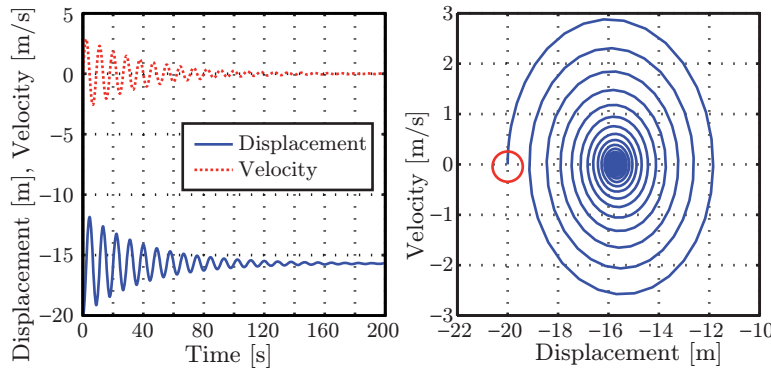 Displacement [m], Velocity [m/s]
5
0
−5
−10
−15
−20
Displacement
Velocity
0 40 80 120 160 200
Time [s]
Velocity [m/s]
3
2
1
0
−1
−2
−3
−22 −20 −18 −16 −14 −12 −10
Displacement [m]